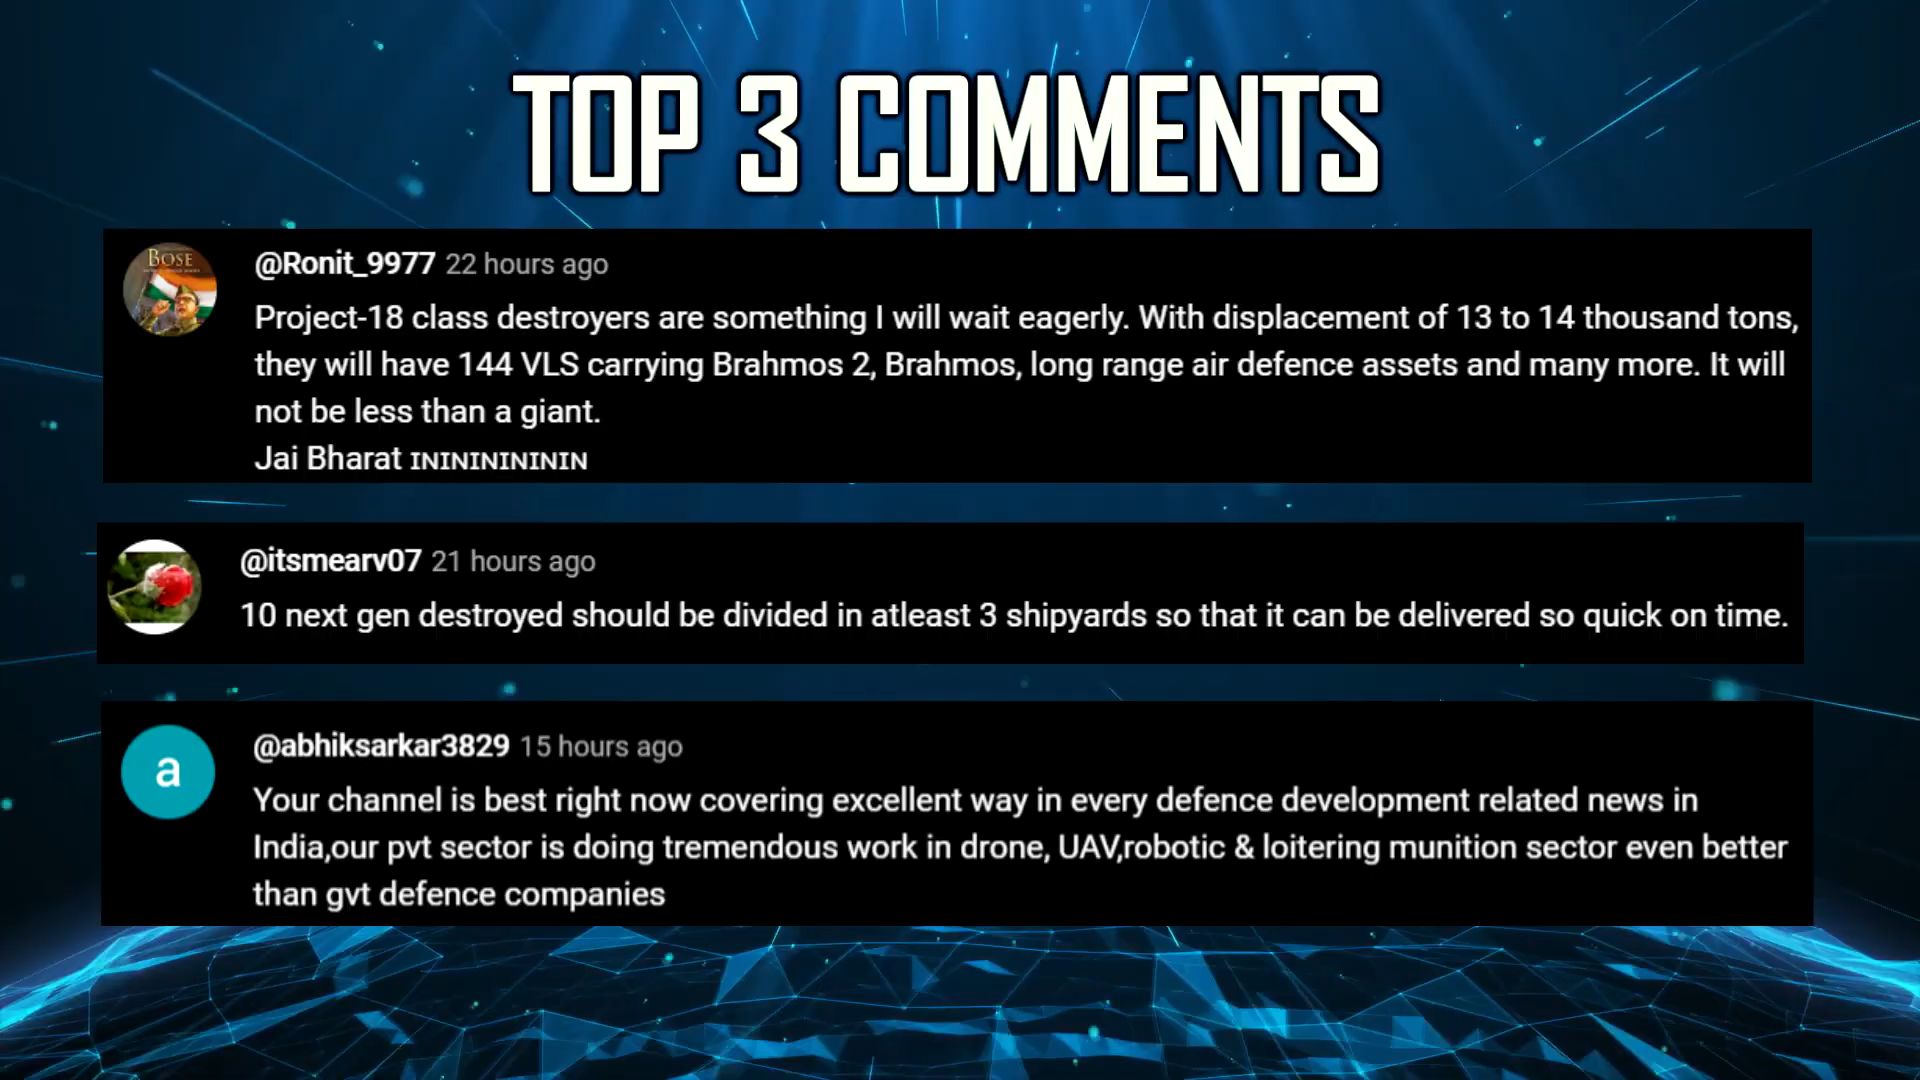 TOP 3 COMMENTS
BOSE
@Ronit_9977 22 hours ago
Project-18 class destroyers are something I will wait eagerly. With displacement of 13 to 14 thousand tons,
they will have 144 VLS carrying Brahmos 2, Brahmos, long range air defence assets and many more. It will
not be less than a giant.
Jai Bharat ɪɴɪɴɪɴɪɴɪɴɪɴ
@itsmearv07 21 hours ago
10 next gen destroyed should be divided in atleast 3 shipyards so that it can be delivered so quick on time.
a
@abhiksarkar3829 15 hours ago
Your channel is best right now covering excellent way in every defence development related news in
India,our pvt sector is doing tremendous work in drone, UAV,robotic & loitering munition sector even better
than gvt defence companies